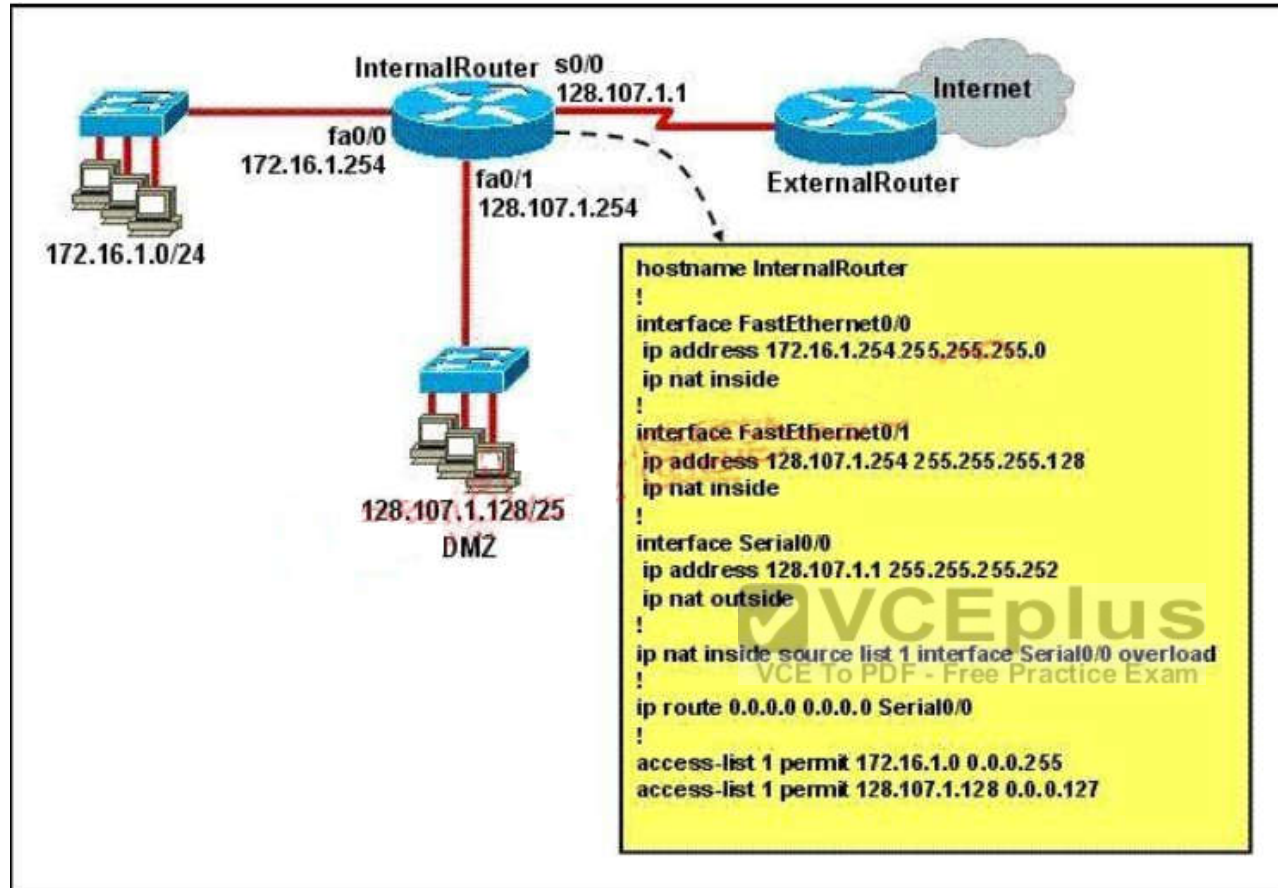 InternalRouter
s0/0
128.107.1.1
Internet
fa0/0
172.16.1.254
fa0/1
128.107.1.254
ExternalRouter
172.16.1.0/24
128.107.1.128/25
DMZ
hostname InternalRouter
!
interface FastEthernet0/0
ip address 172.16.1.254 255.255.255.0
ip nat inside
!
interface FastEthernet0/1
ip address 128.107.1.254 255.255.255.128
ip nat inside
!
interface Serial0/0
ip address 128.107.1.1 255.255.255.252
ip nat outside
!
ip nat inside source list 1 interface Serial0/0 overload
!
ip route 0.0.0.0 0.0.0.0 Serial0/0
!
access-list 1 permit 172.16.1.0 0.0.0.255
access-list 1 permit 128.107.1.128 0.0.0.127
VCEplus
VCE To PDF - Free Practice Exam